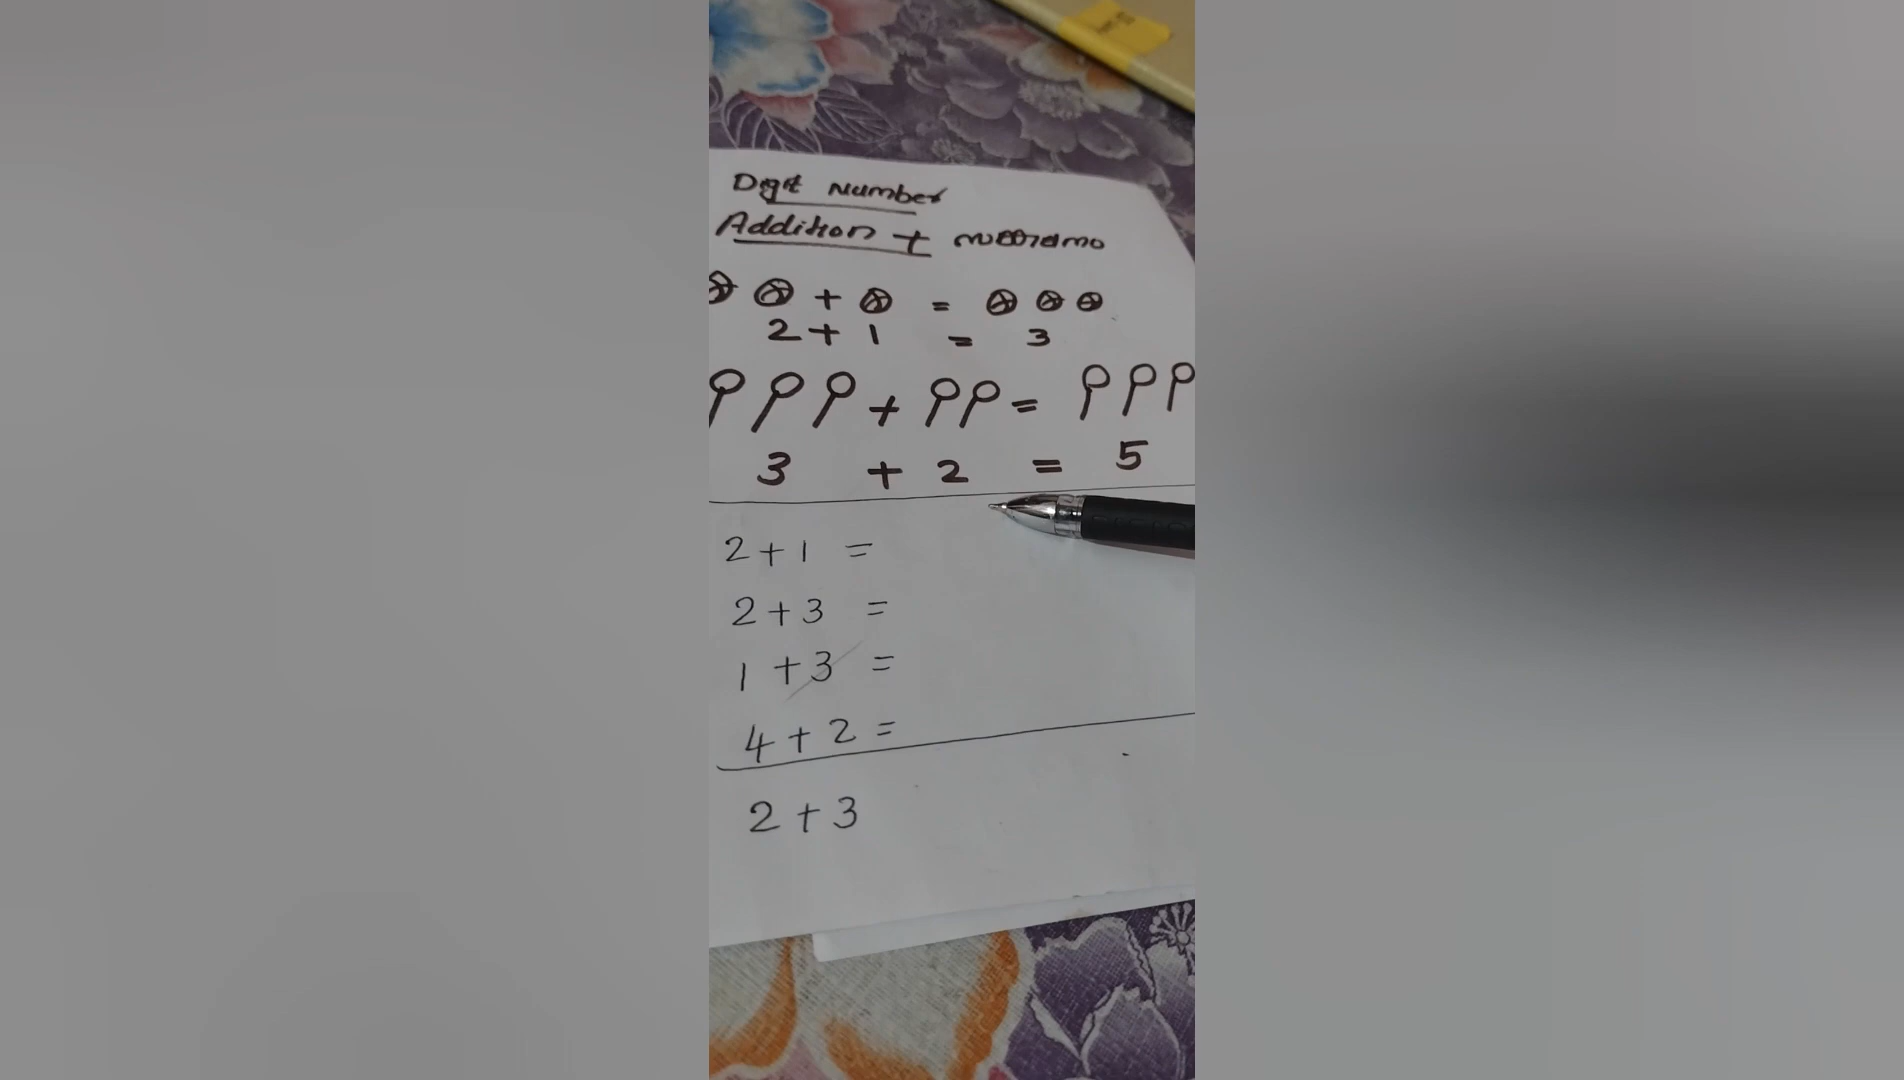 Digit Number
Addition +
+ =
2 + 1 = 3
+ =
3 + 2 = 5
2 + 1 =
2 + 3 =
1 + 3 =
4 + 2 =
2 + 3